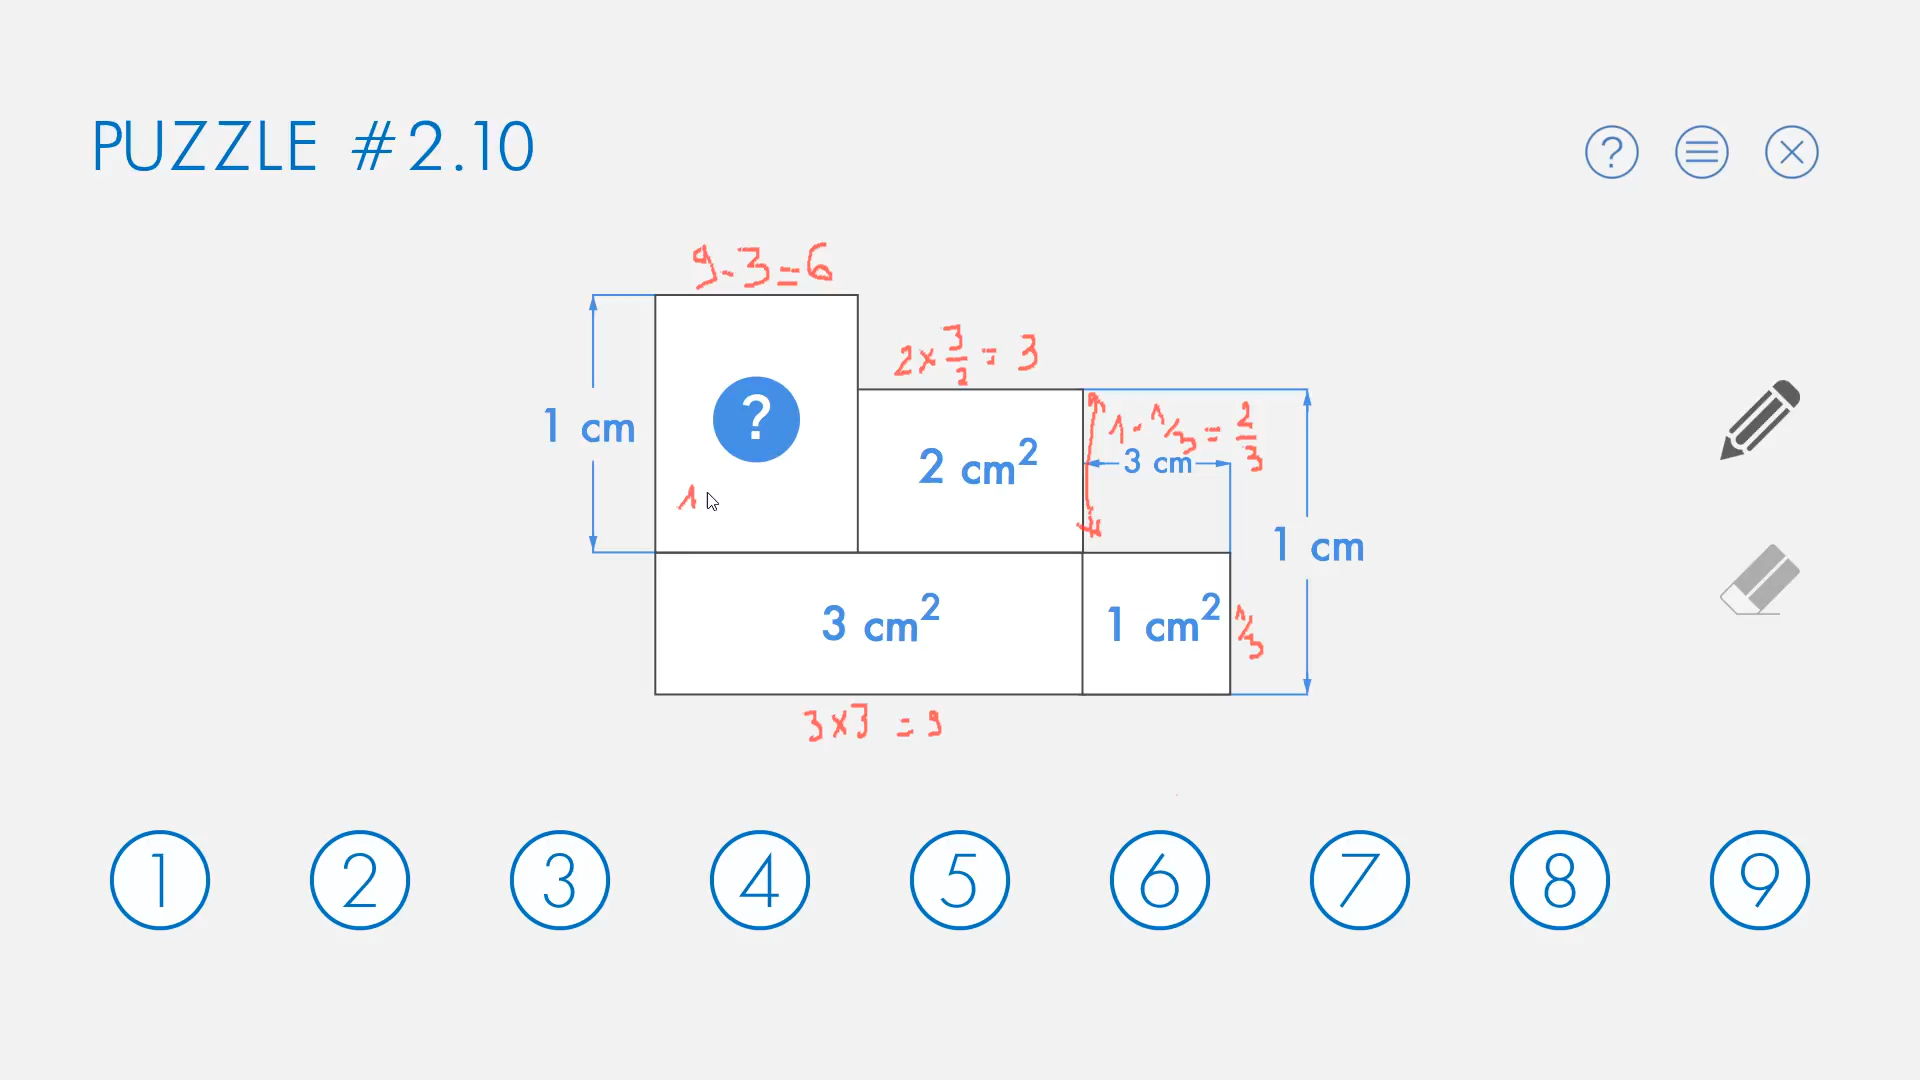 PUZZLE #2.10
?
9-3=6
2×3/2 = 3
1 cm
?
2 cm²
1-1/3=2/3
3 cm
1
1 cm
3 cm²
1 cm²
1/3
3×3 = 9
1 2 3 4 5 6 7 8 9